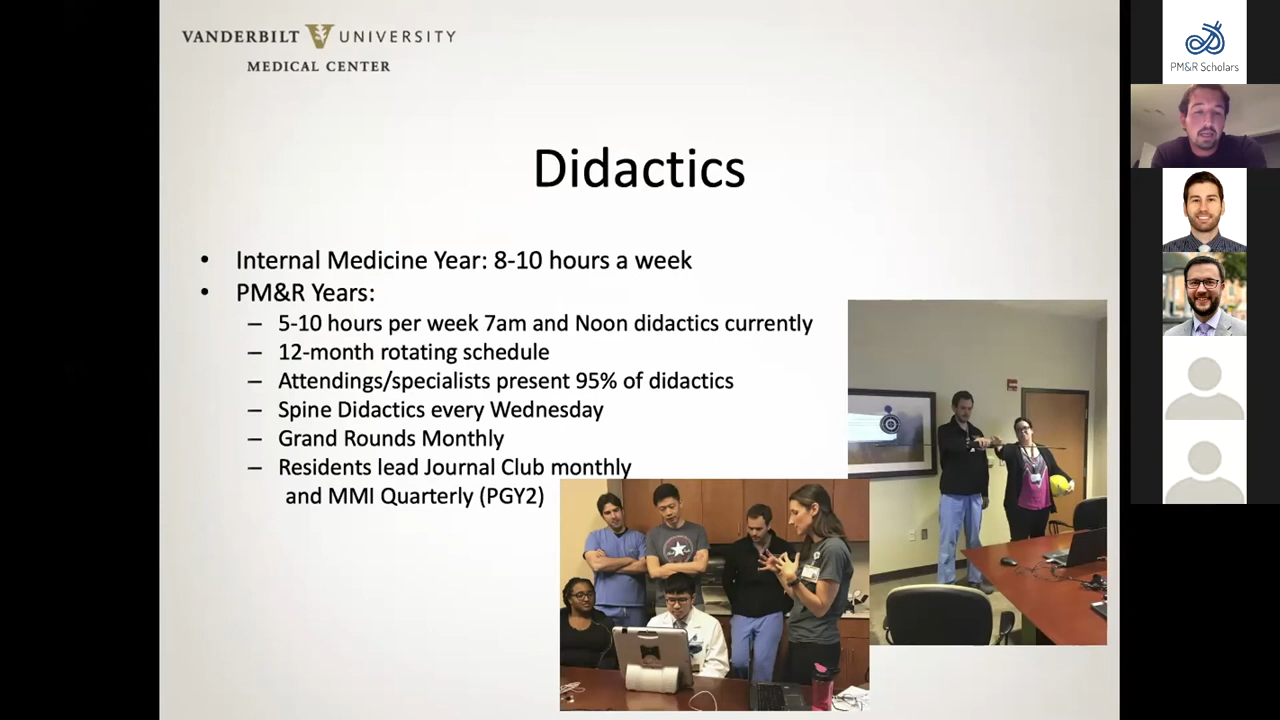 VANDERBILT V UNIVERSITY
MEDICAL CENTER
Didactics
• Internal Medicine Year: 8-10 hours a week
• PM&R Years:
– 5-10 hours per week 7am and Noon didactics currently
– 12-month rotating schedule
– Attendings/specialists present 95% of didactics
– Spine Didactics every Wednesday
– Grand Rounds Monthly
– Residents lead Journal Club monthly
and MMI Quarterly (PGY2)
PM&R Scholars